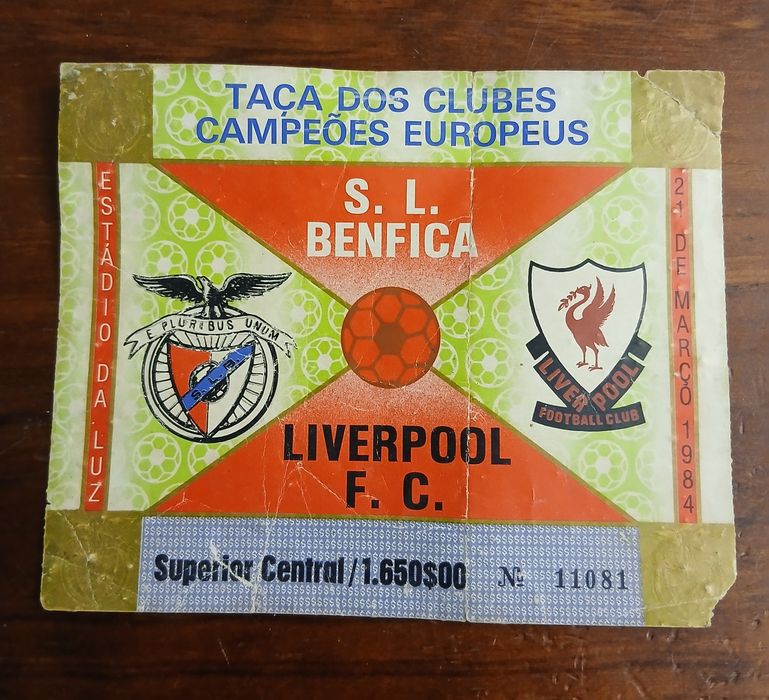 TAÇA DOS CLUBES
CAMPEÕES EUROPEUS
ESTÁDIO DA LUZ
S. L.
BENFICA
21 DE MARÇO 1984
E PLURIBUS UNUM
S. L. B.
LIVERPOOL
FOOTBALL CLUB
LIVERPOOL
F. C.
Superior Central / 1.650$00 Nº 11081